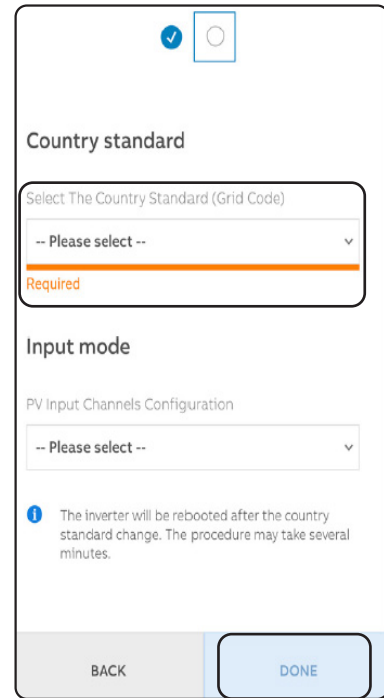 Country standard
Select The Country Standard (Grid Code)
-- Please select --
Required
Input mode
PV Input Channels Configuration
-- Please select --
The inverter will be rebooted after the country
standard change. The procedure may take several
minutes.
BACK
DONE